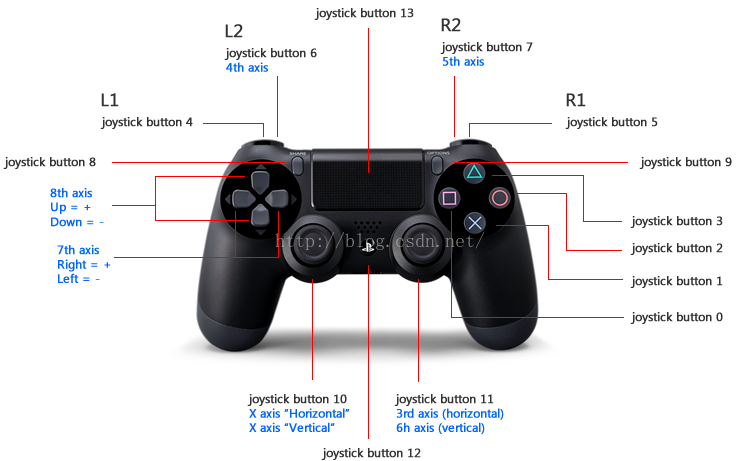 joystick button 13
L2
R2
joystick button 6
4th axis
joystick button 7
5th axis
L1
R1
joystick button 4
joystick button 5
joystick button 8
SHARE
OPTIONS
joystick button 9
8th axis
Up = +
Down = -
joystick button 3
http://blog.csdn.net/
joystick button 2
7th axis
Right = +
Left = -
joystick button 1
joystick button 0
joystick button 10
X axis “Horizontal”
X axis “Vertical”
joystick button 11
3rd axis (horizontal)
6h axis (vertical)
joystick button 12